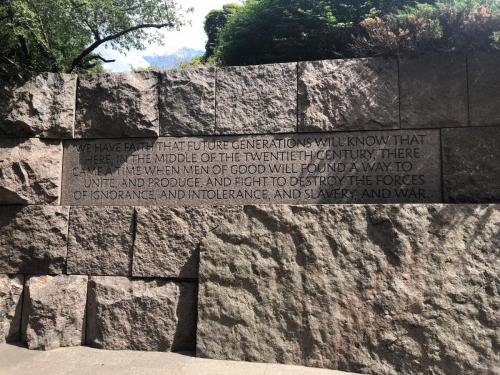 WE HAVE FAITH THAT FUTURE GENERATIONS WILL KNOW THAT
HERE, IN THE MIDDLE OF THE TWENTIETH CENTURY, THERE
CAME A TIME WHEN MEN OF GOOD WILL FOUND A WAY TO
UNITE, AND PRODUCE, AND FIGHT TO DESTROY THE FORCES
OF IGNORANCE, AND INTOLERANCE, AND SLAVERY, AND WAR.